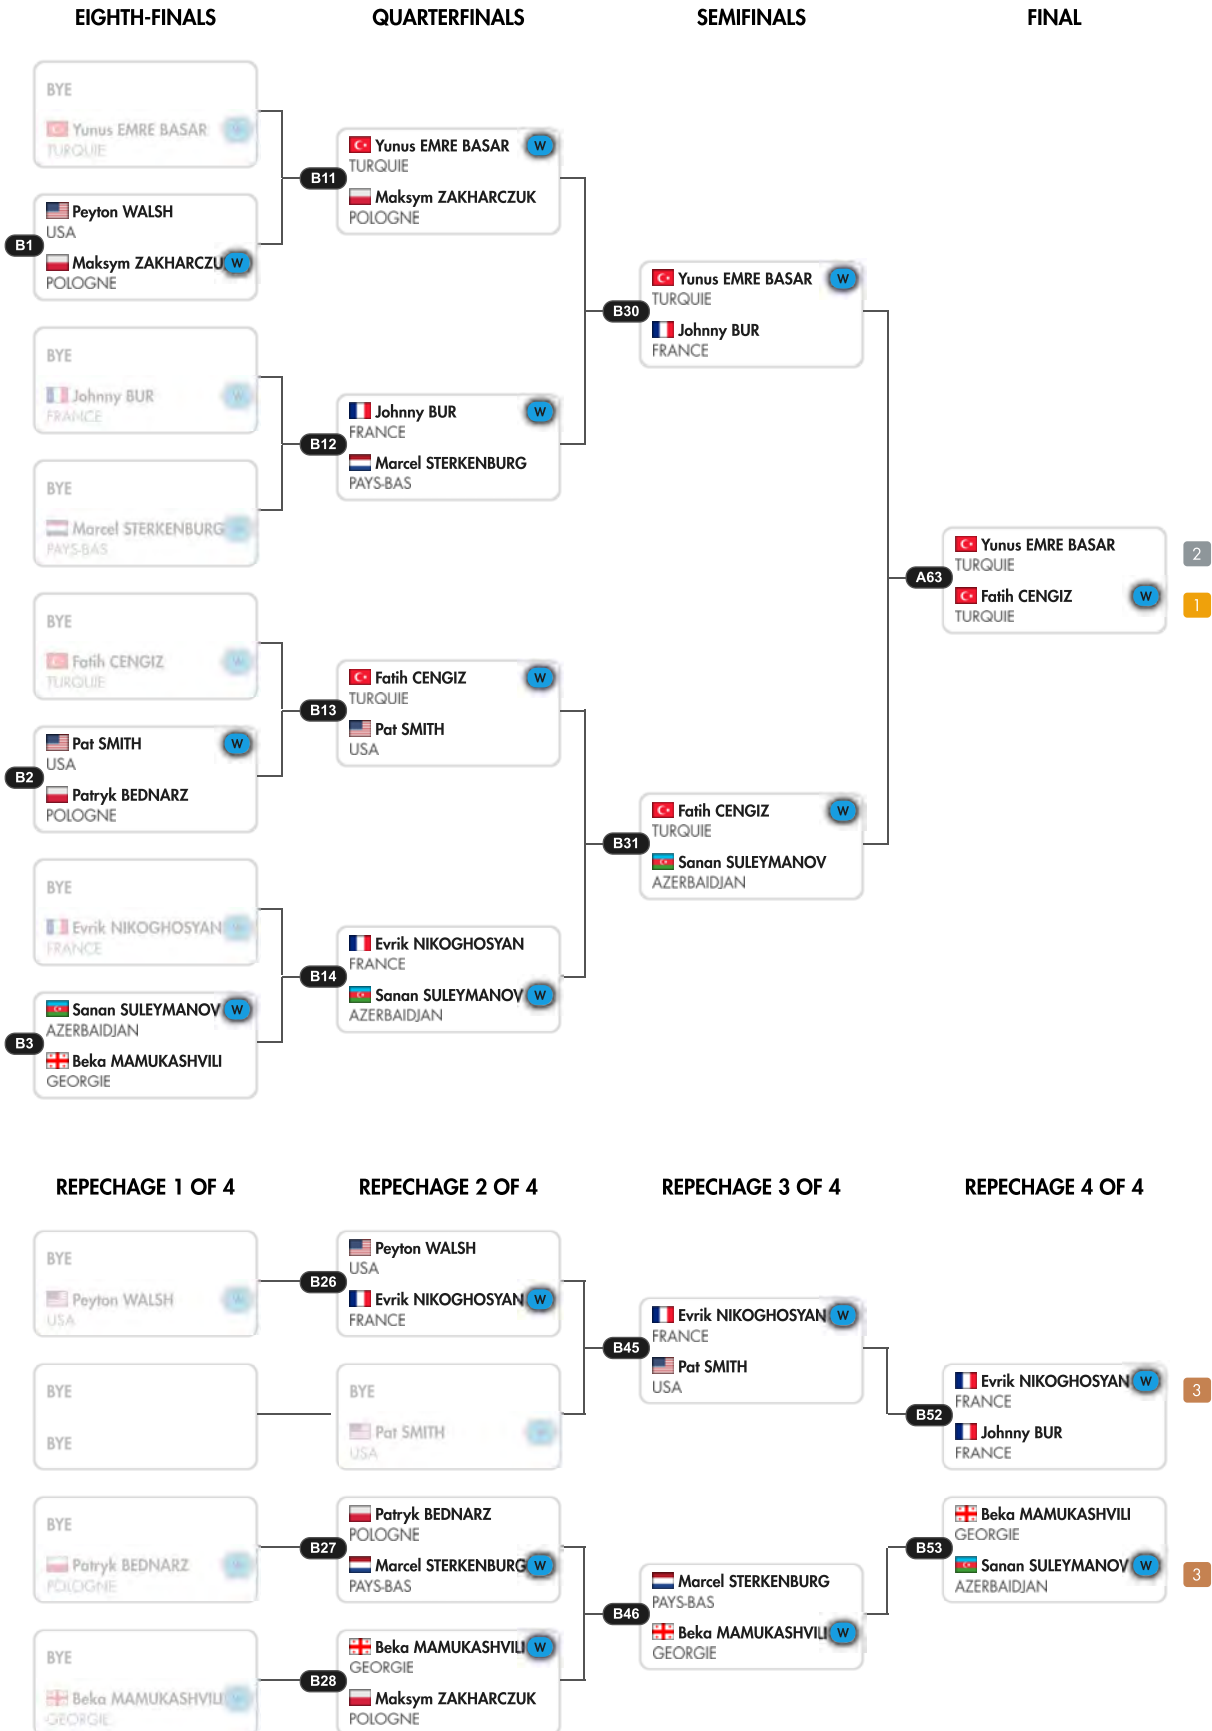 EIGHTH-FINALS
QUARTERFINALS
SEMIFINALS
FINAL
BYE
Yunus EMRE BASAR W
TURQUIE
B1
Peyton WALSH
USA
Maksym ZAKHARCZU W
POLOGNE
BYE
Johnny BUR W
FRANCE
BYE
Marcel STERKENBURG W
PAYS-BAS
BYE
Fatih CENGIZ W
TURQUIE
B2
Pat SMITH W
USA
Patryk BEDNARZ
POLOGNE
BYE
Evrik NIKOGHOSYAN W
FRANCE
B3
Sanan SULEYMANOV W
AZERBAIDJAN
Beka MAMUKASHVILI
GEORGIE
B11
Yunus EMRE BASAR W
TURQUIE
Maksym ZAKHARCZUK
POLOGNE
B12
Johnny BUR W
FRANCE
Marcel STERKENBURG
PAYS-BAS
B13
Fatih CENGIZ W
TURQUIE
Pat SMITH
USA
B14
Evrik NIKOGHOSYAN
FRANCE
Sanan SULEYMANOV W
AZERBAIDJAN
B30
Yunus EMRE BASAR W
TURQUIE
Johnny BUR
FRANCE
B31
Fatih CENGIZ W
TURQUIE
Sanan SULEYMANOV
AZERBAIDJAN
A63
Yunus EMRE BASAR 2
TURQUIE
Fatih CENGIZ W 1
TURQUIE
REPECHAGE 1 OF 4
REPECHAGE 2 OF 4
REPECHAGE 3 OF 4
REPECHAGE 4 OF 4
BYE
Peyton WALSH W
USA
BYE
BYE
BYE
Patryk BEDNARZ W
POLOGNE
BYE
Beka MAMUKASHVILI W
GEORGIE
B26
Peyton WALSH
USA
Evrik NIKOGHOSYAN W
FRANCE
BYE
Pat SMITH W
USA
B27
Patryk BEDNARZ
POLOGNE
Marcel STERKENBURG W
PAYS-BAS
B28
Beka MAMUKASHVILI W
GEORGIE
Maksym ZAKHARCZUK
POLOGNE
B45
Evrik NIKOGHOSYAN W
FRANCE
Pat SMITH
USA
B46
Marcel STERKENBURG
PAYS-BAS
Beka MAMUKASHVILI W
GEORGIE
B52
Evrik NIKOGHOSYAN W 3
FRANCE
Johnny BUR
FRANCE
B53
Beka MAMUKASHVILI
GEORGIE
Sanan SULEYMANOV W 3
AZERBAIDJAN